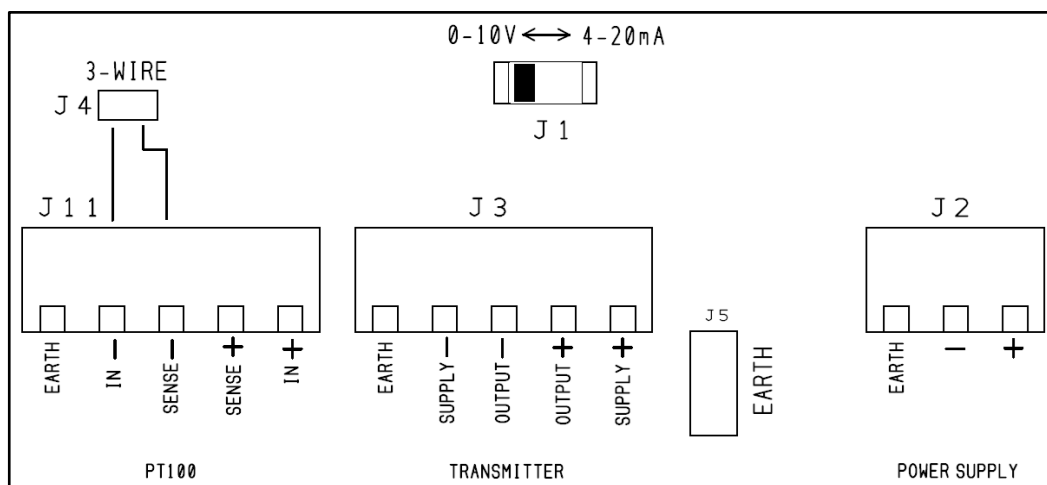 0-10V ↔ 4-20mA
3-WIRE
J4
J1
J11
J3
J2
J5
EARTH
IN −
SENSE −
SENSE +
IN +
EARTH
SUPPLY −
OUTPUT −
OUTPUT +
SUPPLY +
EARTH
EARTH
−
+
PT100
TRANSMITTER
POWER SUPPLY